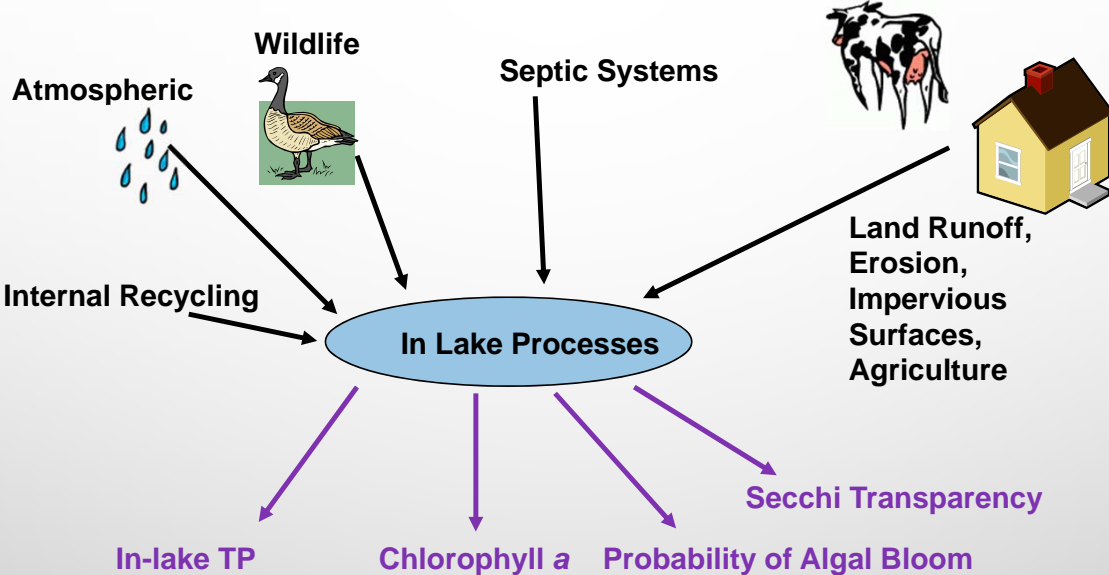 Wildlife
Septic Systems
Atmospheric
Land Runoff,
Erosion,
Impervious
Surfaces,
Agriculture
Internal Recycling
In Lake Processes
Secchi Transparency
In-lake TP
Chlorophyll a
Probability of Algal Bloom